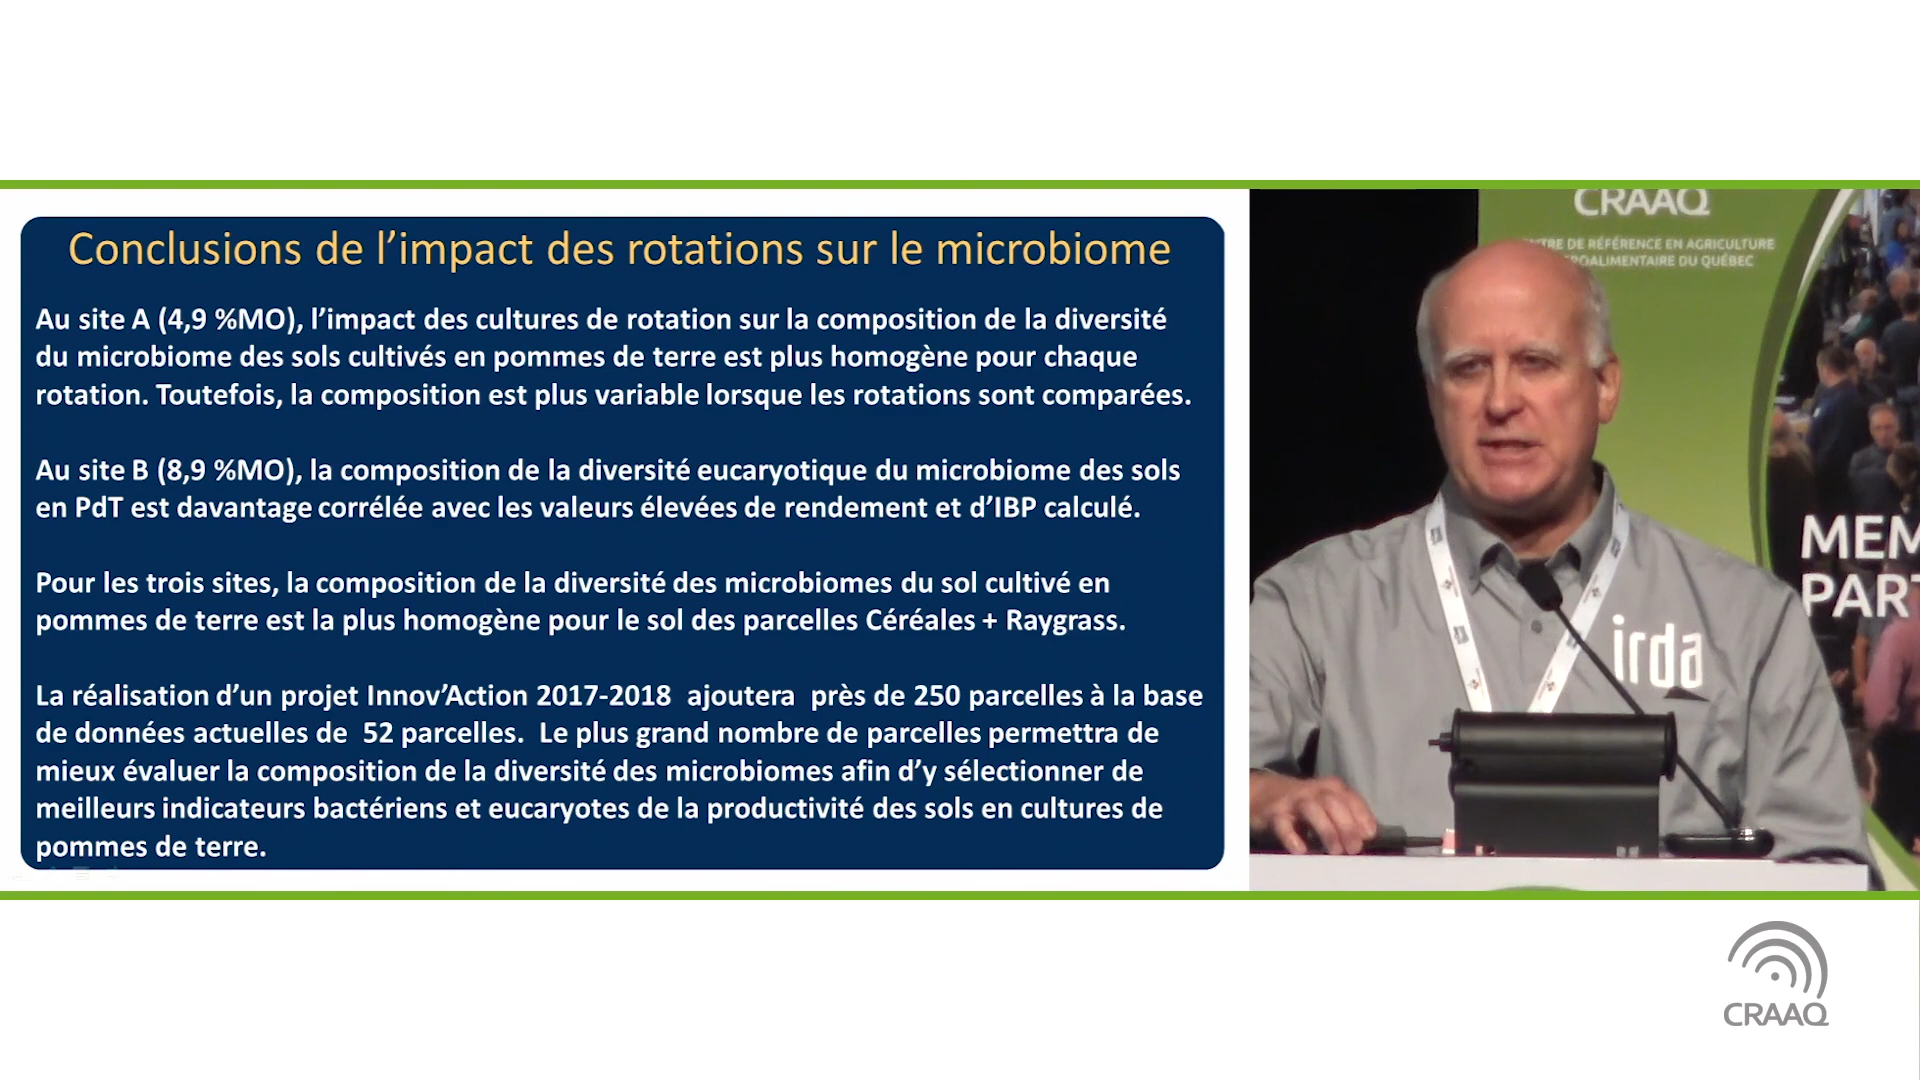 Conclusions de l’impact des rotations sur le microbiome
Au site A (4,9 %MO), l’impact des cultures de rotation sur la composition de la diversité
du microbiome des sols cultivés en pommes de terre est plus homogène pour chaque
rotation. Toutefois, la composition est plus variable lorsque les rotations sont comparées.
Au site B (8,9 %MO), la composition de la diversité eucaryotique du microbiome des sols
en PdT est davantage corrélée avec les valeurs élevées de rendement et d’IBP calculé.
Pour les trois sites, la composition de la diversité des microbiomes du sol cultivé en
pommes de terre est la plus homogène pour le sol des parcelles Céréales + Raygrass.
La réalisation d’un projet Innov’Action 2017-2018 ajoutera près de 250 parcelles à la base
de données actuelles de 52 parcelles. Le plus grand nombre de parcelles permettra de
mieux évaluer la composition de la diversité des microbiomes afin d’y sélectionner de
meilleurs indicateurs bactériens et eucaryotes de la productivité des sols en cultures de
pommes de terre.
CRAAQ
TRE DE RÉFÉRENCE EN AGRICULTURE
ROALIMENTAIRE DU QUÉBEC
MEM
PART
irda
CRAAQ